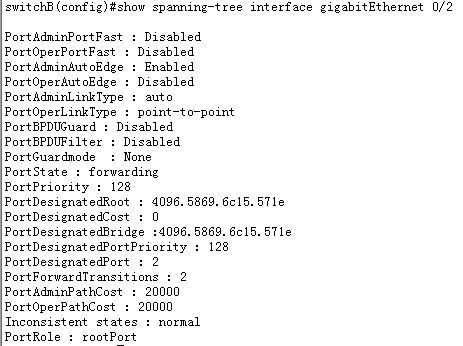 switchB(config)#show spanning-tree interface gigabitEthernet 0/2
PortAdminPortFast : Disabled
PortOperPortFast : Disabled
PortAdminAutoEdge : Enabled
PortOperAutoEdge : Disabled
PortAdminLinkType : auto
PortOperLinkType : point-to-point
PortBPDUGuard : Disabled
PortBPDUFilter : Disabled
PortGuardmode  : None
PortState : forwarding
PortPriority : 128
PortDesignatedRoot : 4096.5869.6c15.571e
PortDesignatedCost : 0
PortDesignatedBridge :4096.5869.6c15.571e
PortDesignatedPortPriority : 128
PortDesignatedPort : 2
PortForwardTransitions : 2
PortAdminPathCost : 20000
PortOperPathCost : 20000
Inconsistent states : normal
PortRole : rootPort